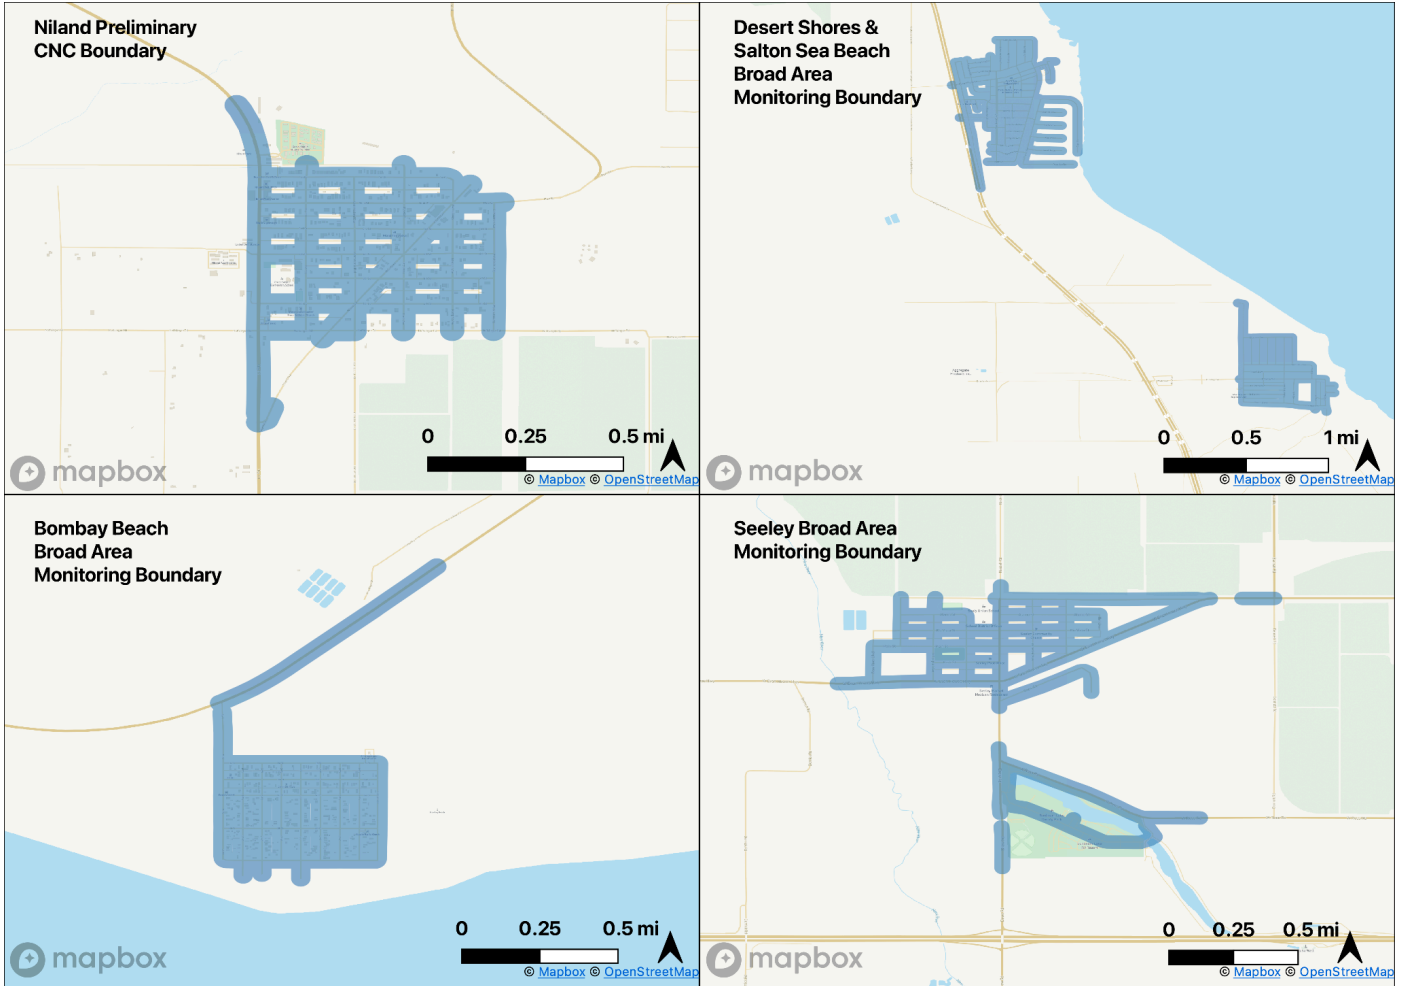 Niland Preliminary
CNC Boundary
0 0.25 0.5 mi
mapbox
© Mapbox © OpenStreetMap
Desert Shores &
Salton Sea Beach
Broad Area
Monitoring Boundary
0 0.5 1 mi
mapbox
© Mapbox © OpenStreetMap
Bombay Beach
Broad Area
Monitoring Boundary
0 0.25 0.5 mi
mapbox
© Mapbox © OpenStreetMap
Seeley Broad Area
Monitoring Boundary
0 0.25 0.5 mi
mapbox
© Mapbox © OpenStreetMap